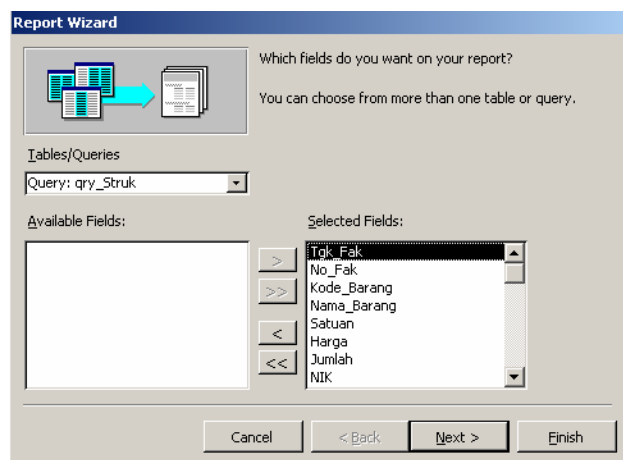 Report Wizard
Which fields do you want on your report?
You can choose from more than one table or query.
Tables/Queries
Query: qry_Struk
Available Fields:
Selected Fields:
>
>>
<
<<
Tgk_Fak
No_Fak
Kode_Barang
Nama_Barang
Satuan
Harga
Jumlah
NIK
Cancel
< Back
Next >
Finish